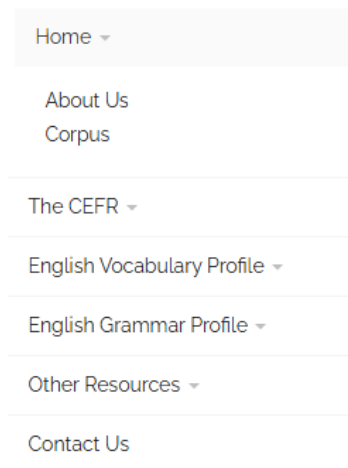 Home
About Us
Corpus
The CEFR
English Vocabulary Profile
English Grammar Profile
Other Resources
Contact Us